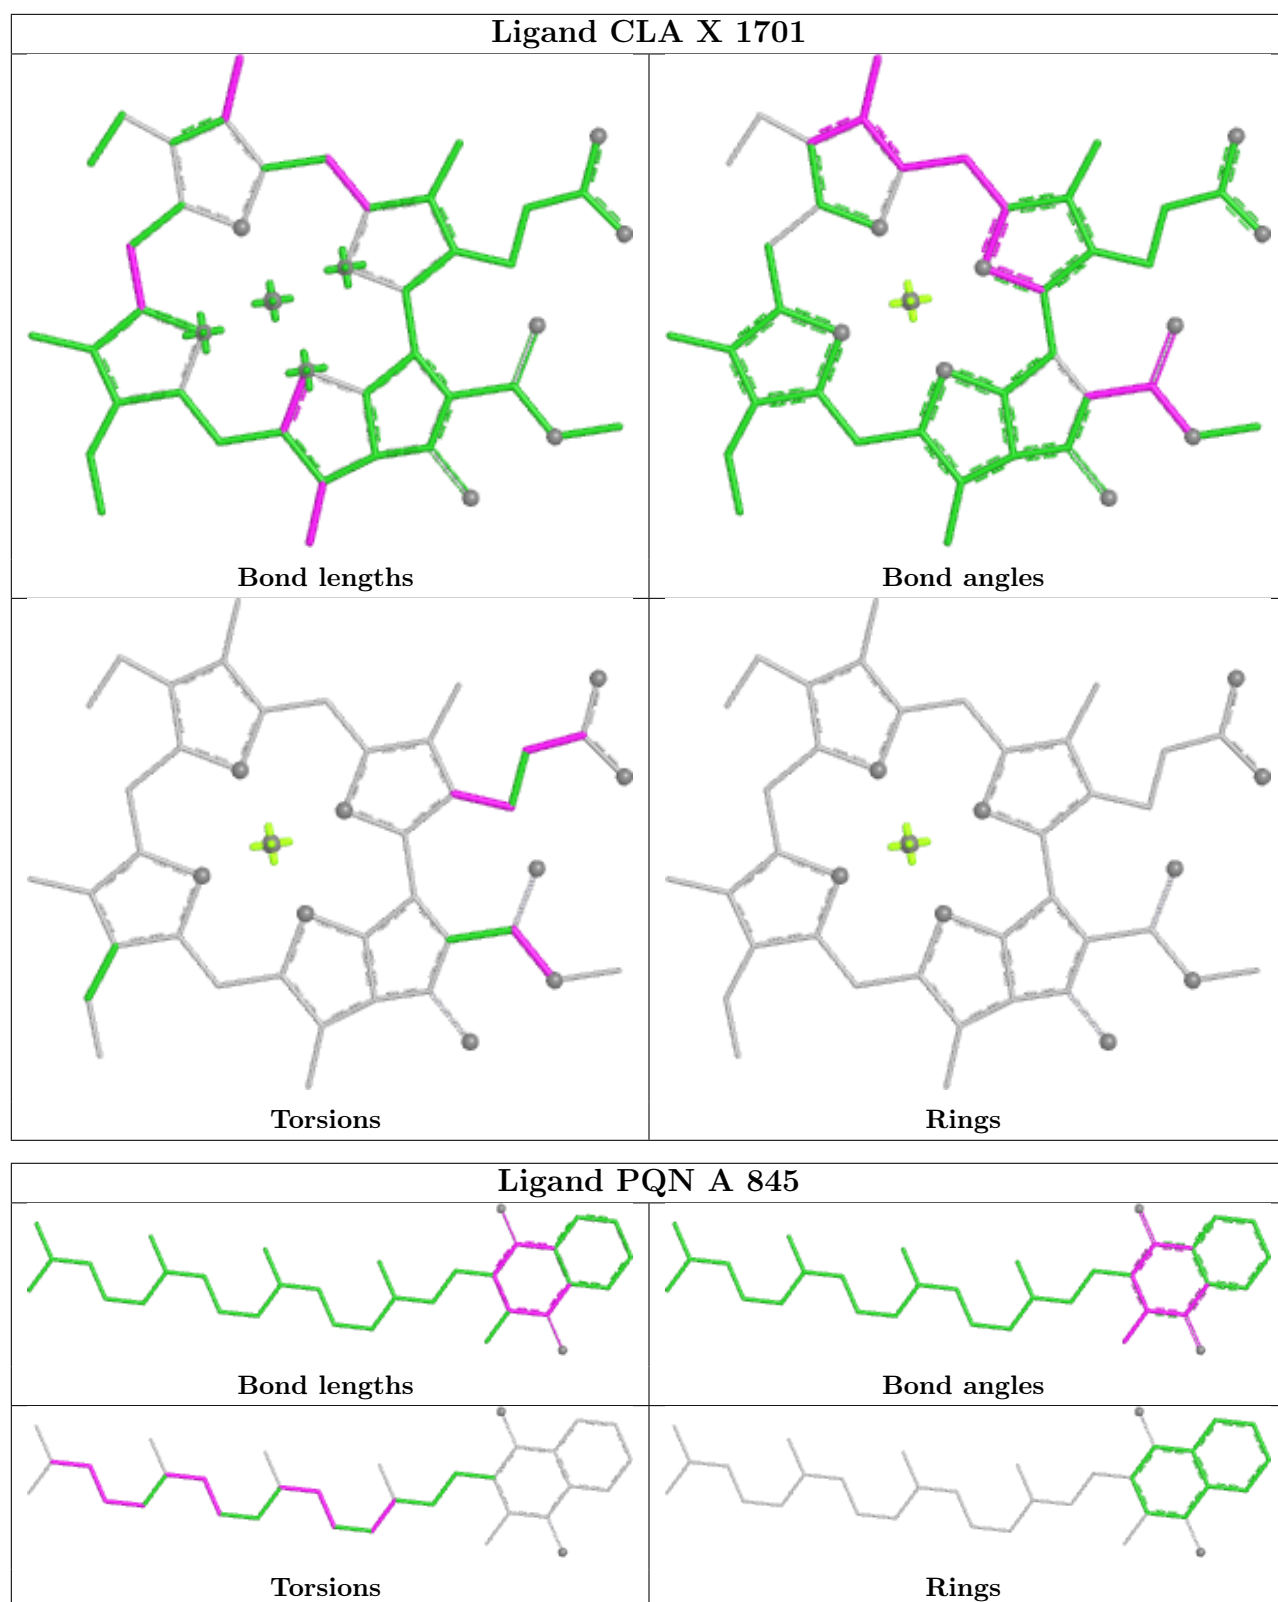 Ligand CLA X 1701
Bond lengths
Bond angles
Torsions
Rings
Ligand PQN A 845
Bond lengths
Bond angles
Torsions
Rings